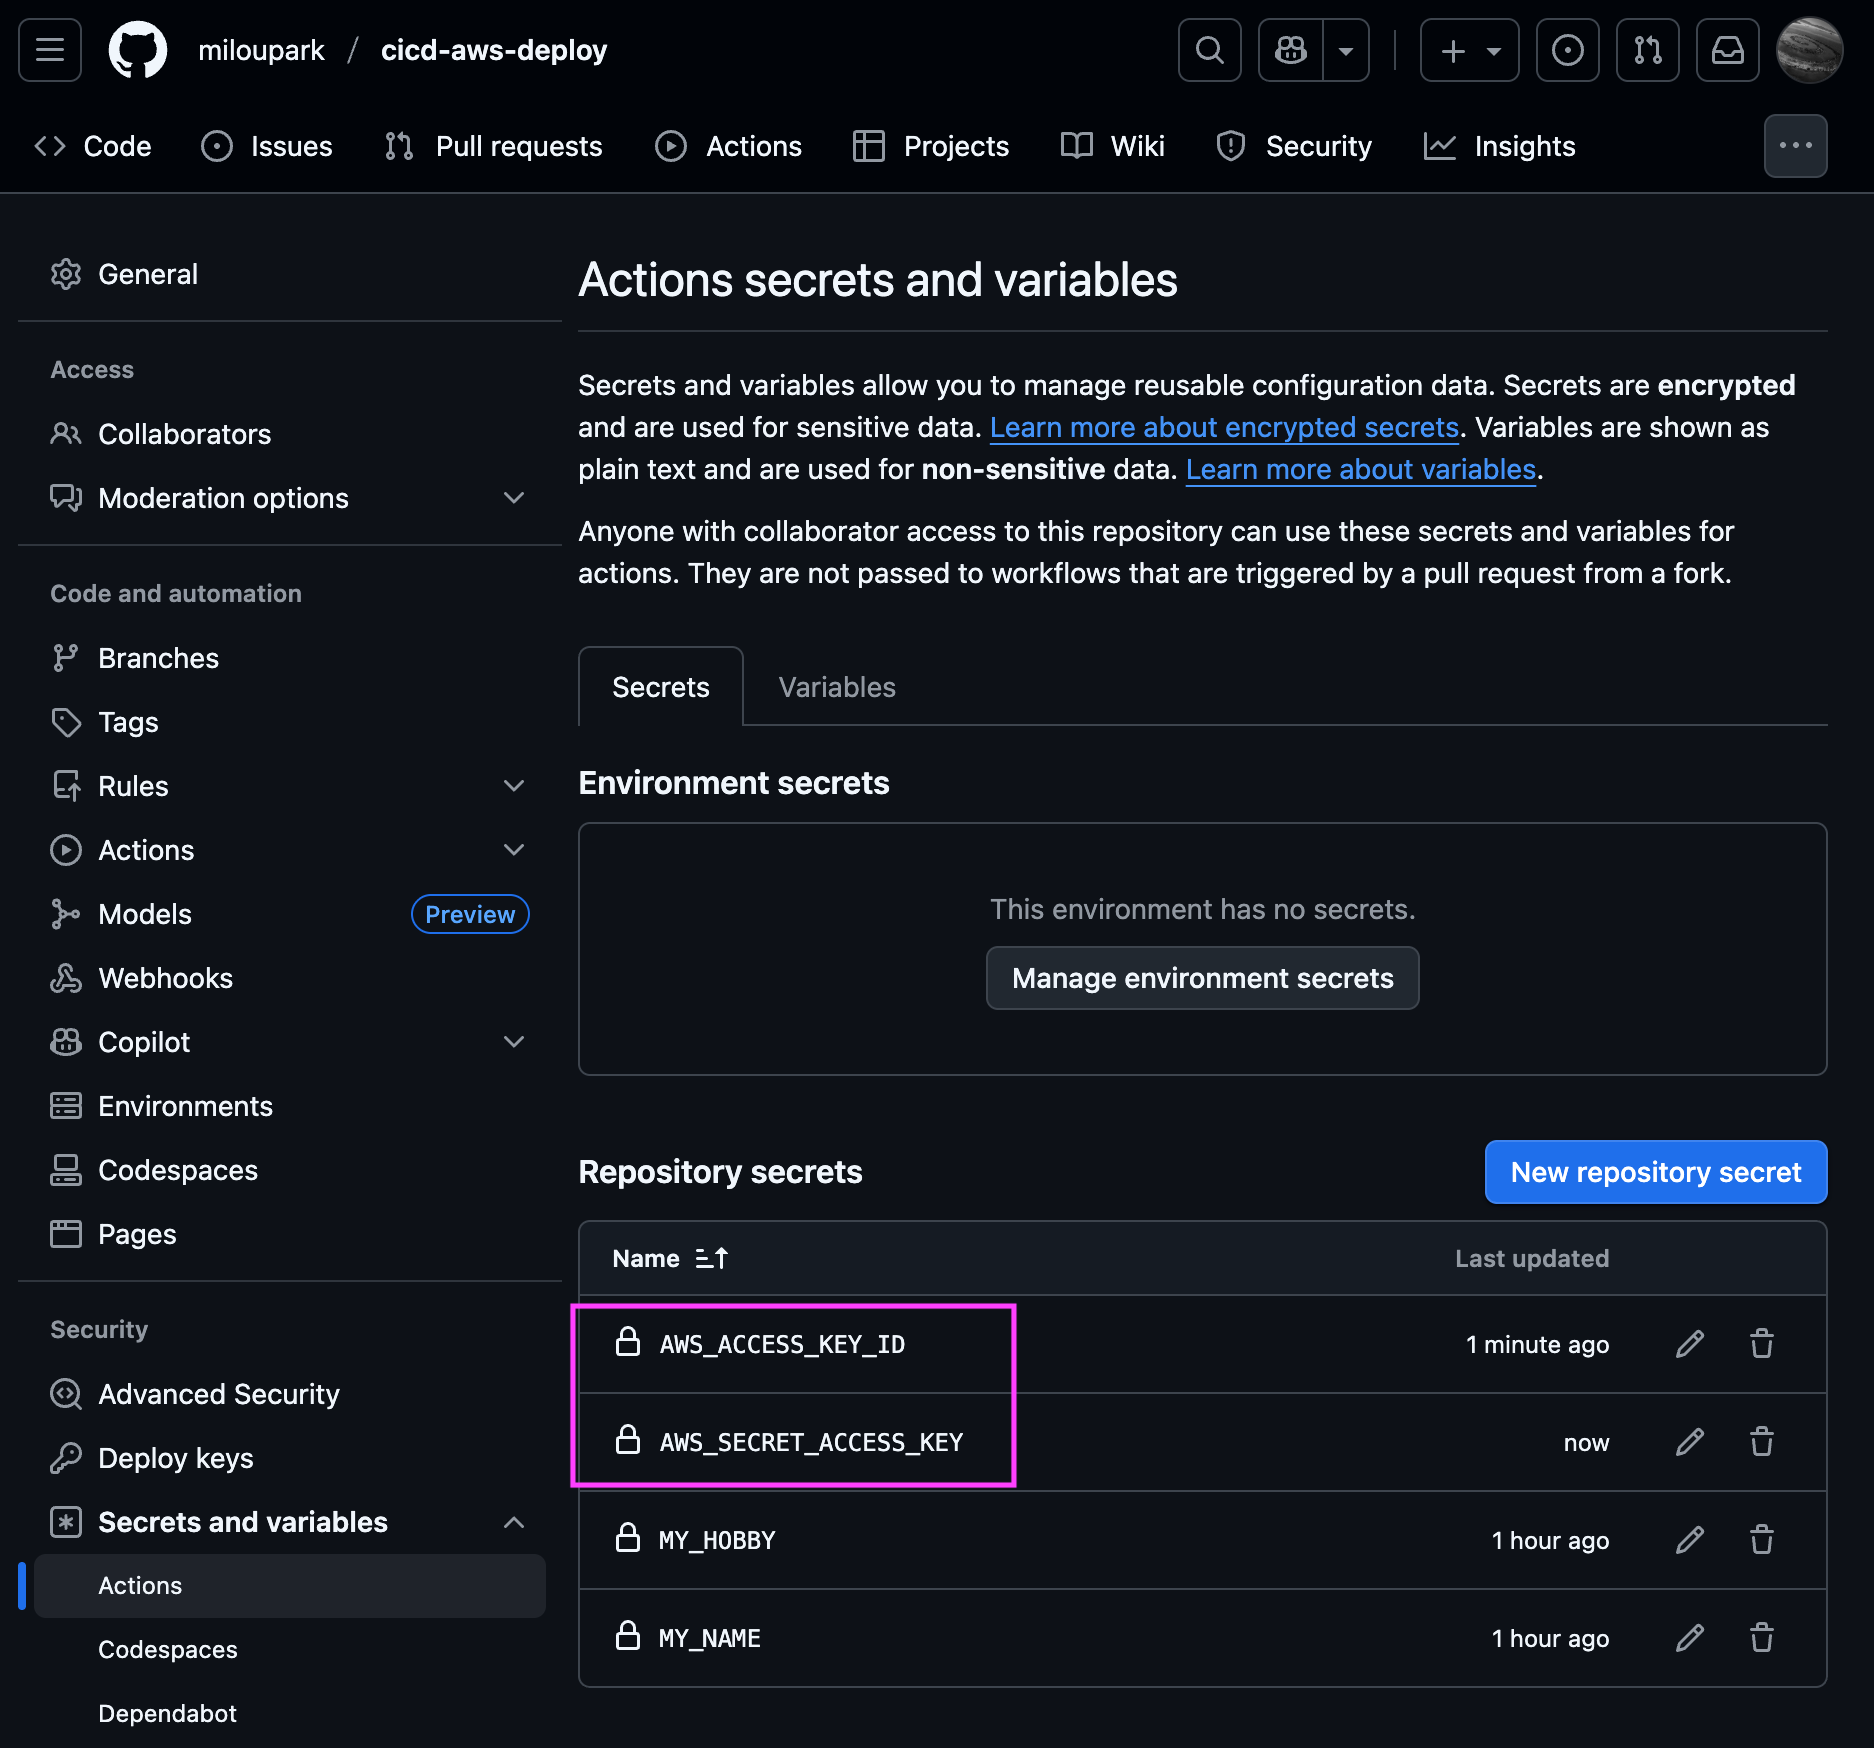 miloupark / cicd-aws-deploy
Code Issues Pull requests Actions Projects Wiki Security Insights
General
Access
Collaborators
Moderation options
Code and automation
Branches
Tags
Rules
Actions
Models Preview
Webhooks
Copilot
Environments
Codespaces
Pages
Security
Advanced Security
Deploy keys
Secrets and variables
Actions
Codespaces
Dependabot
Actions secrets and variables
Secrets and variables allow you to manage reusable configuration data. Secrets are encrypted
and are used for sensitive data. Learn more about encrypted secrets. Variables are shown as
plain text and are used for non-sensitive data. Learn more about variables.
Anyone with collaborator access to this repository can use these secrets and variables for
actions. They are not passed to workflows that are triggered by a pull request from a fork.
Secrets Variables
Environment secrets
This environment has no secrets.
Manage environment secrets
Repository secrets New repository secret
Name Last updated
AWS_ACCESS_KEY_ID 1 minute ago
AWS_SECRET_ACCESS_KEY now
MY_HOBBY 1 hour ago
MY_NAME 1 hour ago